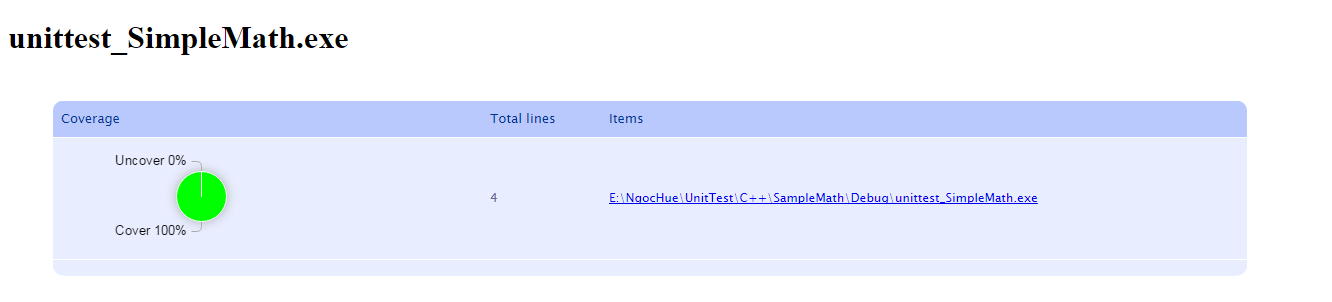 unittest_SimpleMath.exe
Coverage Total lines Items
Uncover 0%
4 E:\NgocHue\UnitTest\C++\SampleMath\Debug\unittest_SimpleMath.exe
Cover 100%